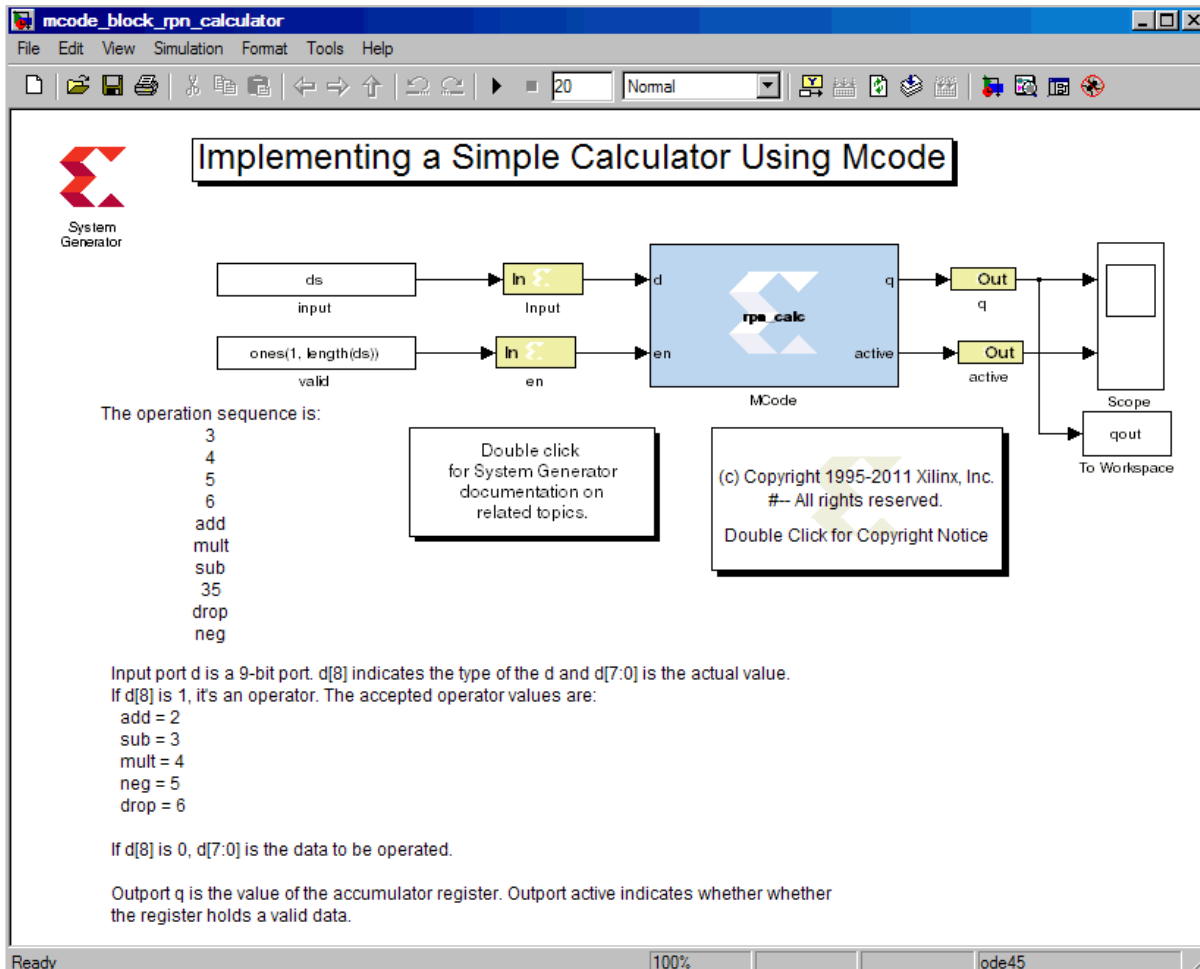 mcode_block_rpn_calculator
File Edit View Simulation Format Tools Help
20 Normal
Implementing a Simple Calculator Using Mcode
System
Generator
ds
input
In
Input
d
q
rpn_calc
Out
q
ones(1, length(ds))
valid
In
en
en
active
Out
active
MCode
Scope
qout
To Workspace
The operation sequence is:
3
4
5
6
add
mult
sub
35
drop
neg
Double click
for System Generator
documentation on
related topics.
(c) Copyright 1995-2011 Xilinx, Inc.
#-- All rights reserved.
Double Click for Copyright Notice
Input port d is a 9-bit port. d[8] indicates the type of the d and d[7:0] is the actual value.
If d[8] is 1, it's an operator. The accepted operator values are:
add = 2
sub = 3
mult = 4
neg = 5
drop = 6
If d[8] is 0, d[7:0] is the data to be operated.
Outport q is the value of the accumulator register. Outport active indicates whether whether
the register holds a valid data.
Ready 100% ode45